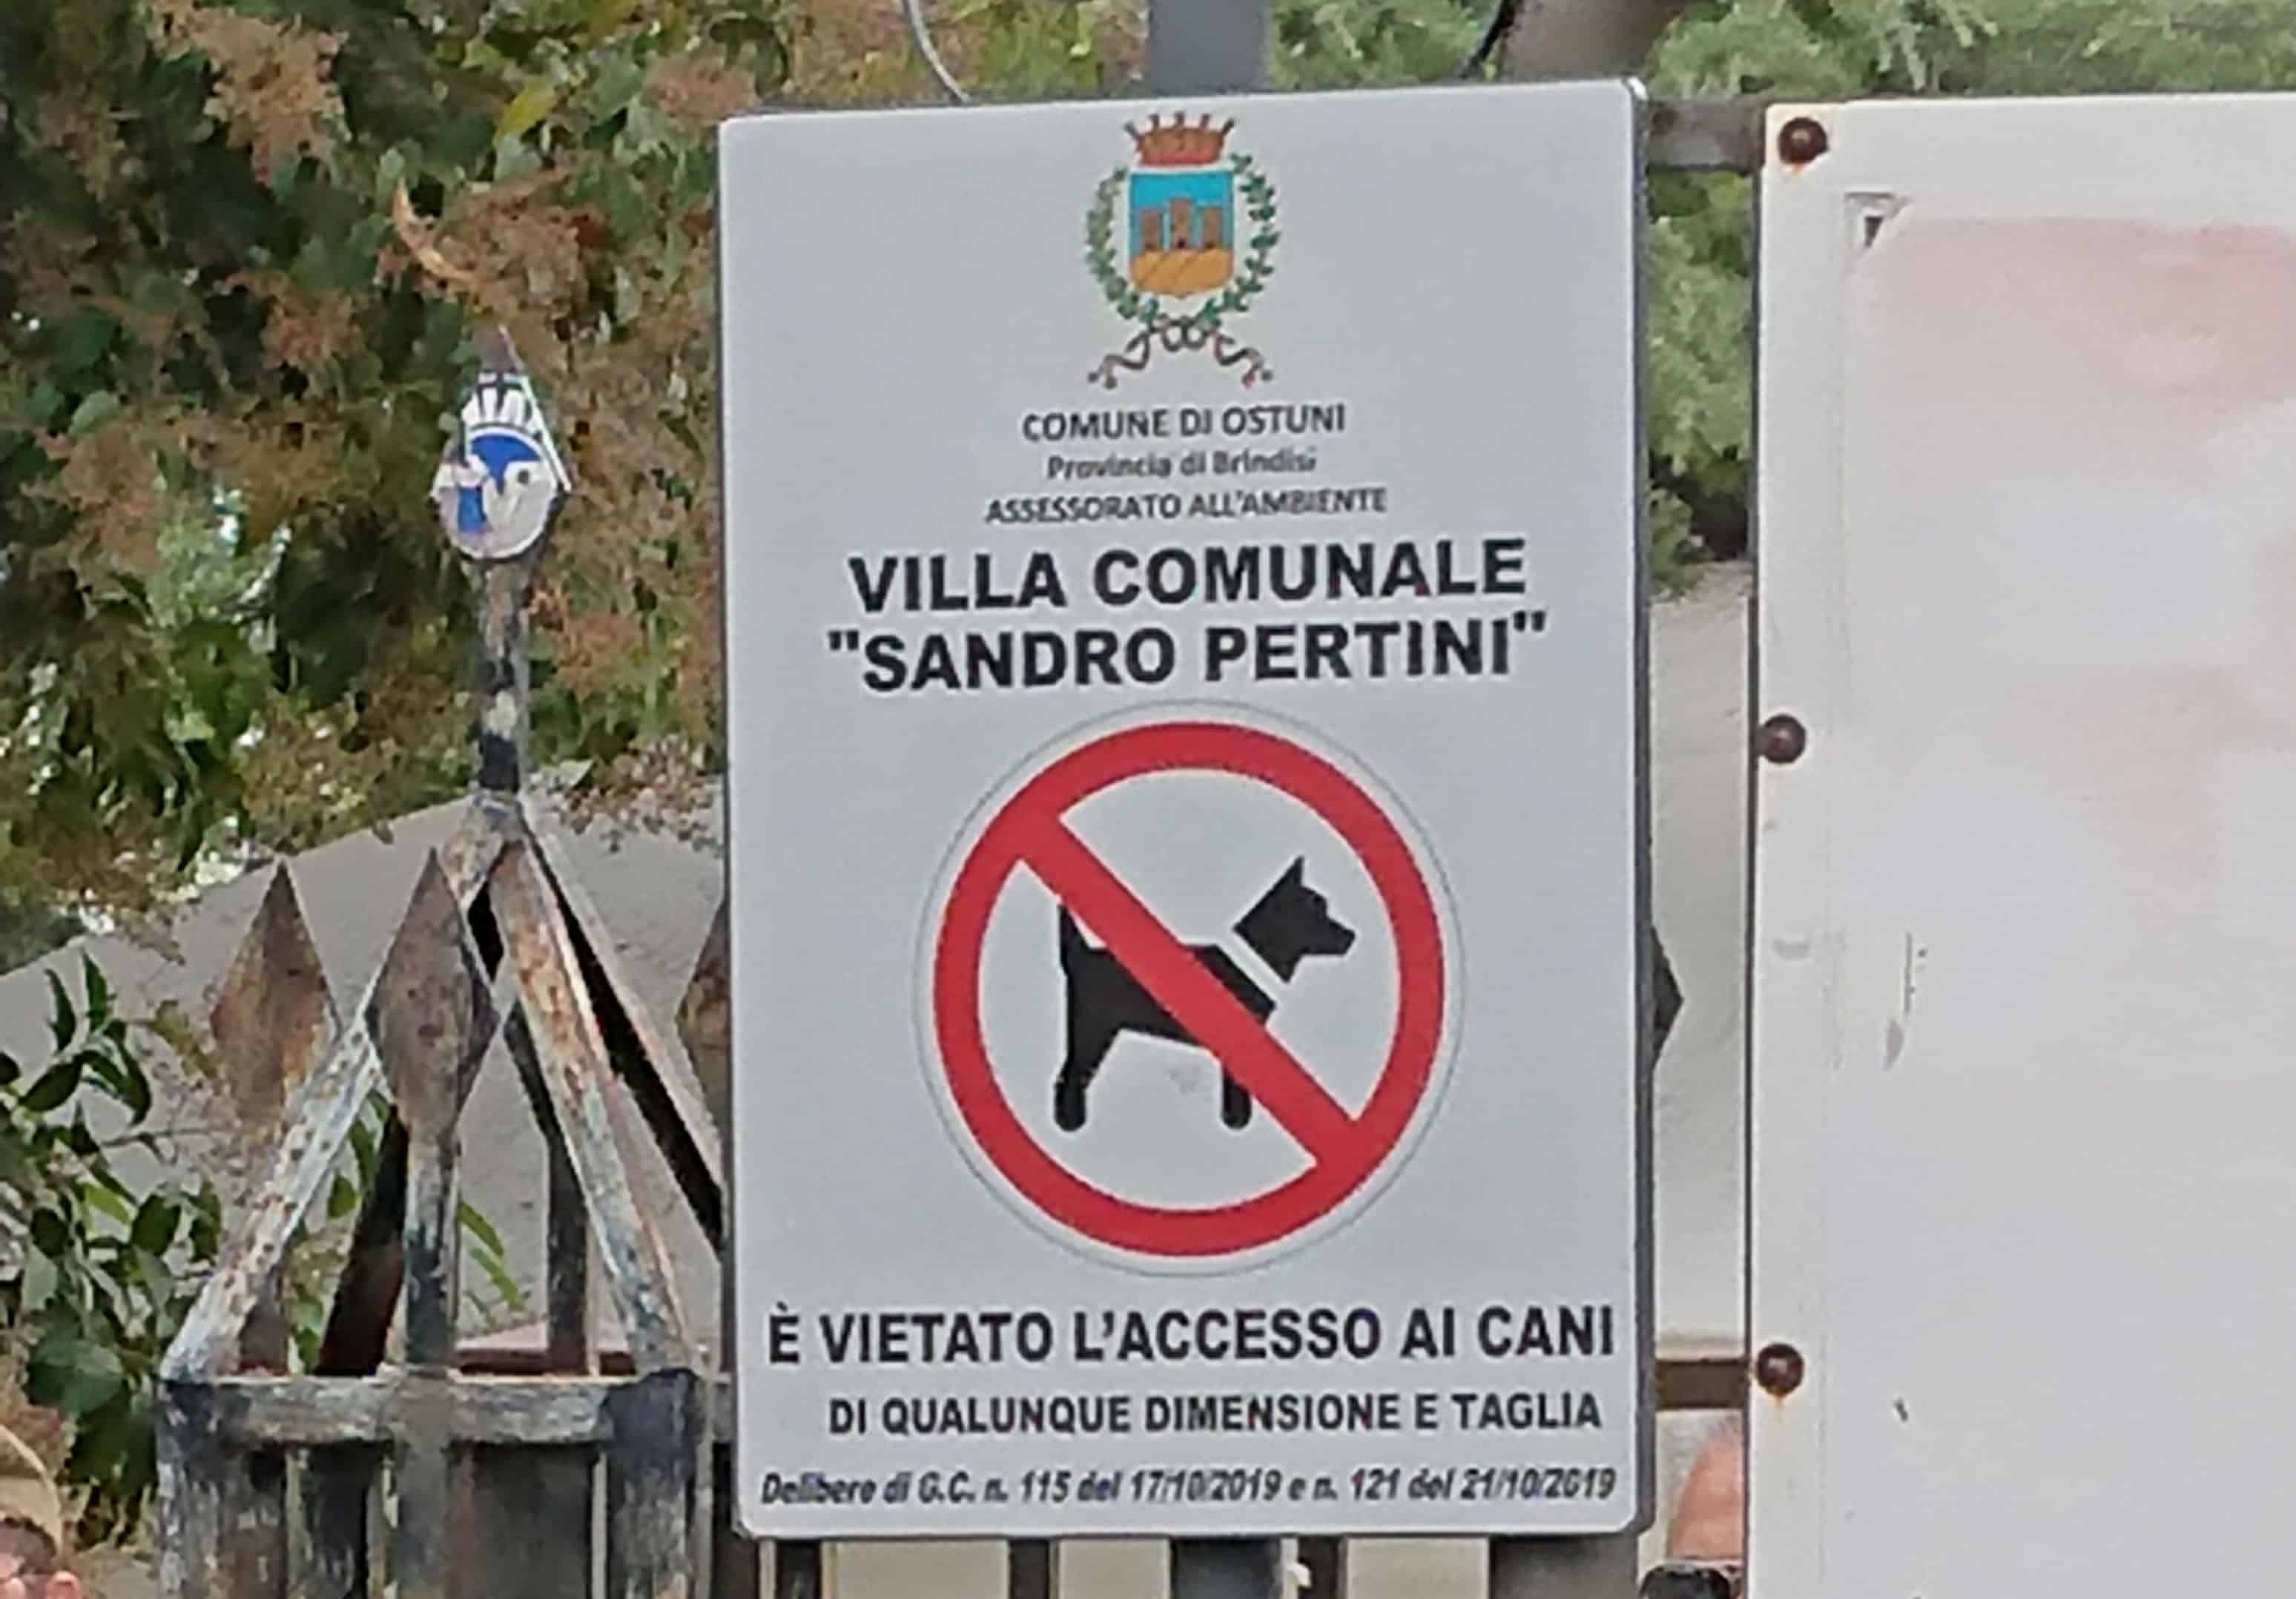 COMUNE DI OSTUNI
Provincia di Brindisi
ASSESSORATO ALL'AMBIENTE
VILLA COMUNALE
"SANDRO PERTINI"
È VIETATO L'ACCESSO AI CANI
DI QUALUNQUE DIMENSIONE E TAGLIA
Delibere di G.C. n. 115 del 17/10/2019 e n. 121 del 21/10/2019